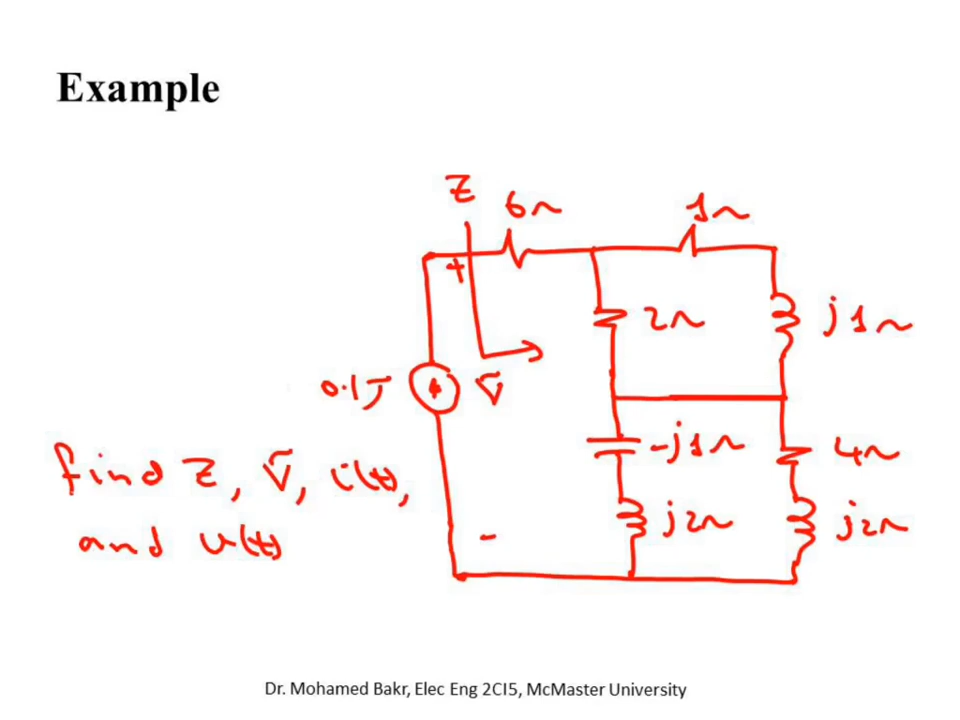 Example
Z
6Ω
1Ω
+
2Ω
j1Ω
0.1J
V̄
-j1Ω
4Ω
find Z, V̄, i(t),
j2Ω
j2Ω
and v(t)
-
Dr. Mohamed Bakr, Elec Eng 2CI5, McMaster University